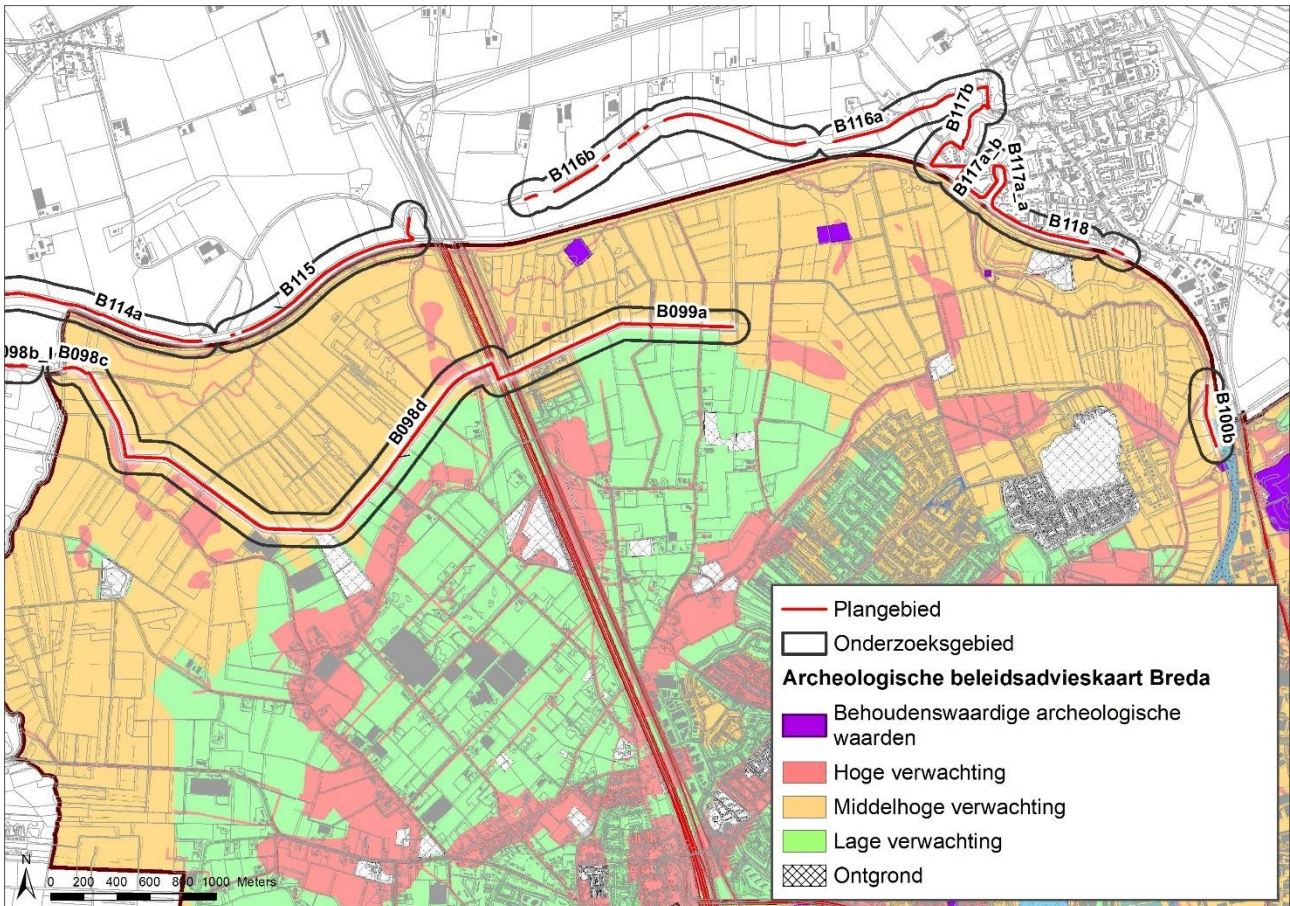 B117b
B116a
B116b
B117a_b
B117a_a
B118
B115
B114a
B099a
B098c
B098d
B100b
Plangebied
Onderzoeksgebied
Archeologische beleidsadvieskaart Breda
Behoudenswaardige archeologische
waarden
Hoge verwachting
Middelhoge verwachting
Lage verwachting
Ontgrond
N
0 200 400 600 800 1000 Meters